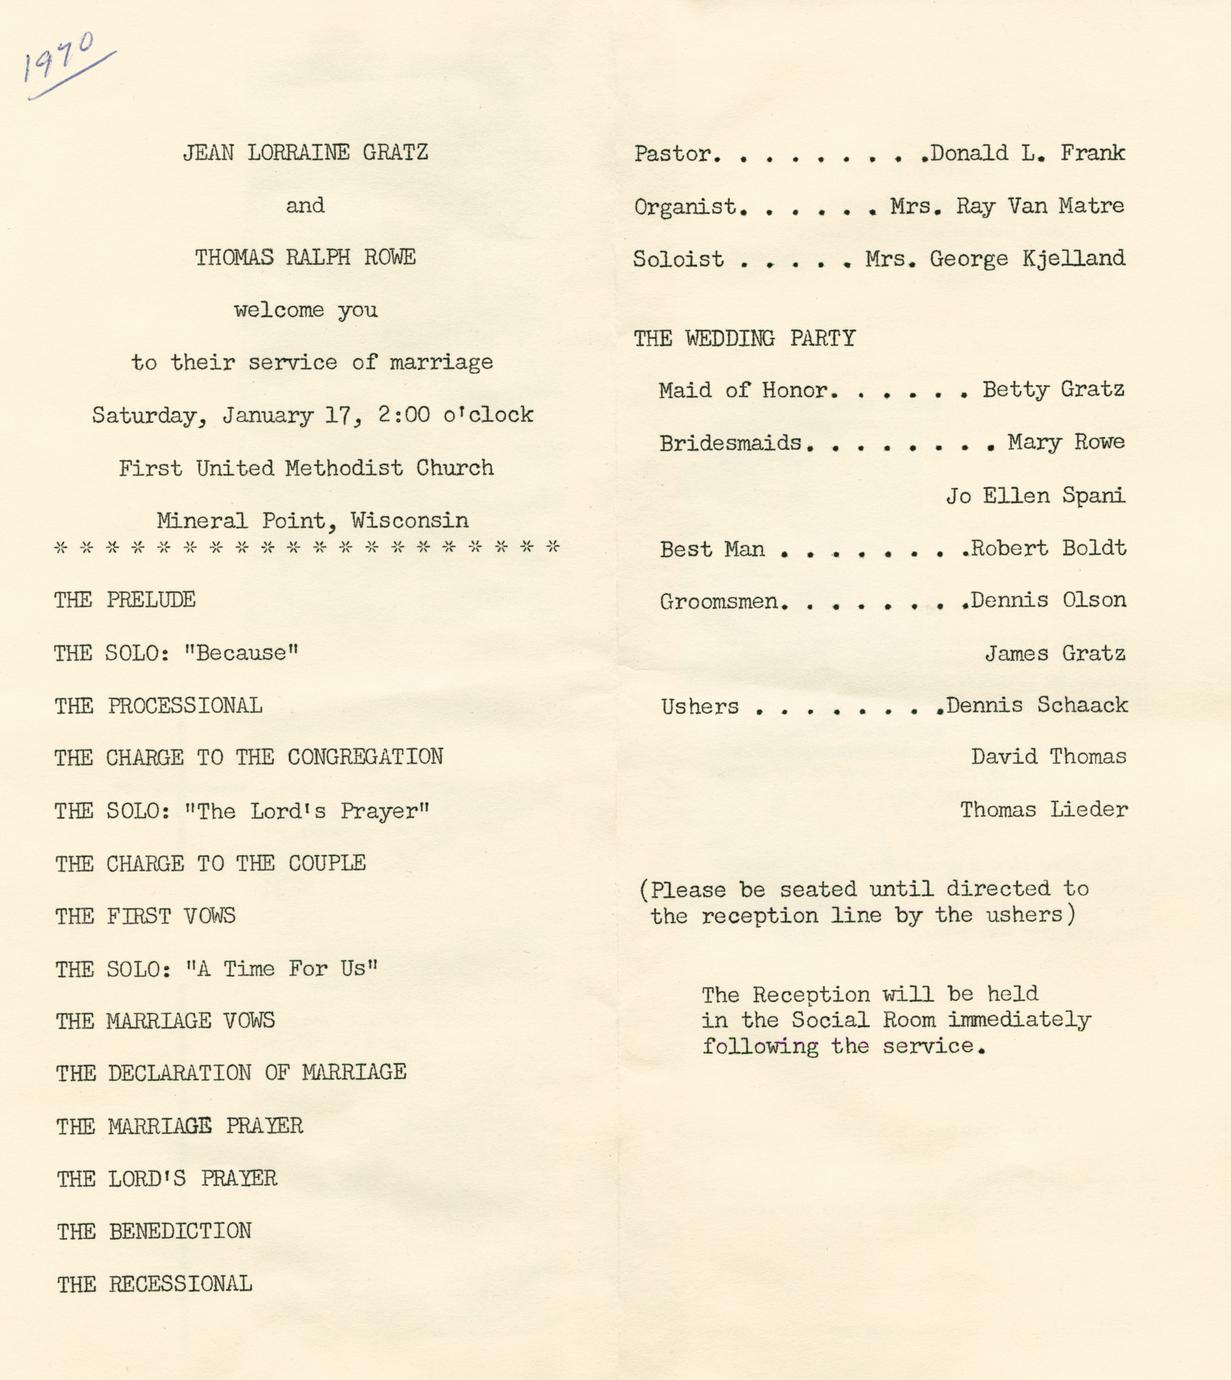 1970
JEAN LORRAINE GRATZ
and
THOMAS RALPH ROWE
welcome you
to their service of marriage
Saturday, January 17, 2:00 o'clock
First United Methodist Church
Mineral Point, Wisconsin
* * * * * * * * * * * * * * * * * * * *
THE PRELUDE
THE SOLO: "Because"
THE PROCESSIONAL
THE CHARGE TO THE CONGREGATION
THE SOLO: "The Lord's Prayer"
THE CHARGE TO THE COUPLE
THE FIRST VOWS
THE SOLO: "A Time For Us"
THE MARRIAGE VOWS
THE DECLARATION OF MARRIAGE
THE MARRIAGE PRAYER
THE LORD'S PRAYER
THE BENEDICTION
THE RECESSIONAL
Pastor. . . . . . . . . .Donald L. Frank
Organist. . . . . . Mrs. Ray Van Matre
Soloist . . . . . Mrs. George Kjelland
THE WEDDING PARTY
Maid of Honor. . . . . . Betty Gratz
Bridesmaids. . . . . . . . Mary Rowe
Jo Ellen Spani
Best Man . . . . . . . .Robert Boldt
Groomsmen. . . . . . . .Dennis Olson
James Gratz
Ushers . . . . . . . .Dennis Schaack
David Thomas
Thomas Lieder
(Please be seated until directed to
the reception line by the ushers)
The Reception will be held
in the Social Room immediately
following the service.